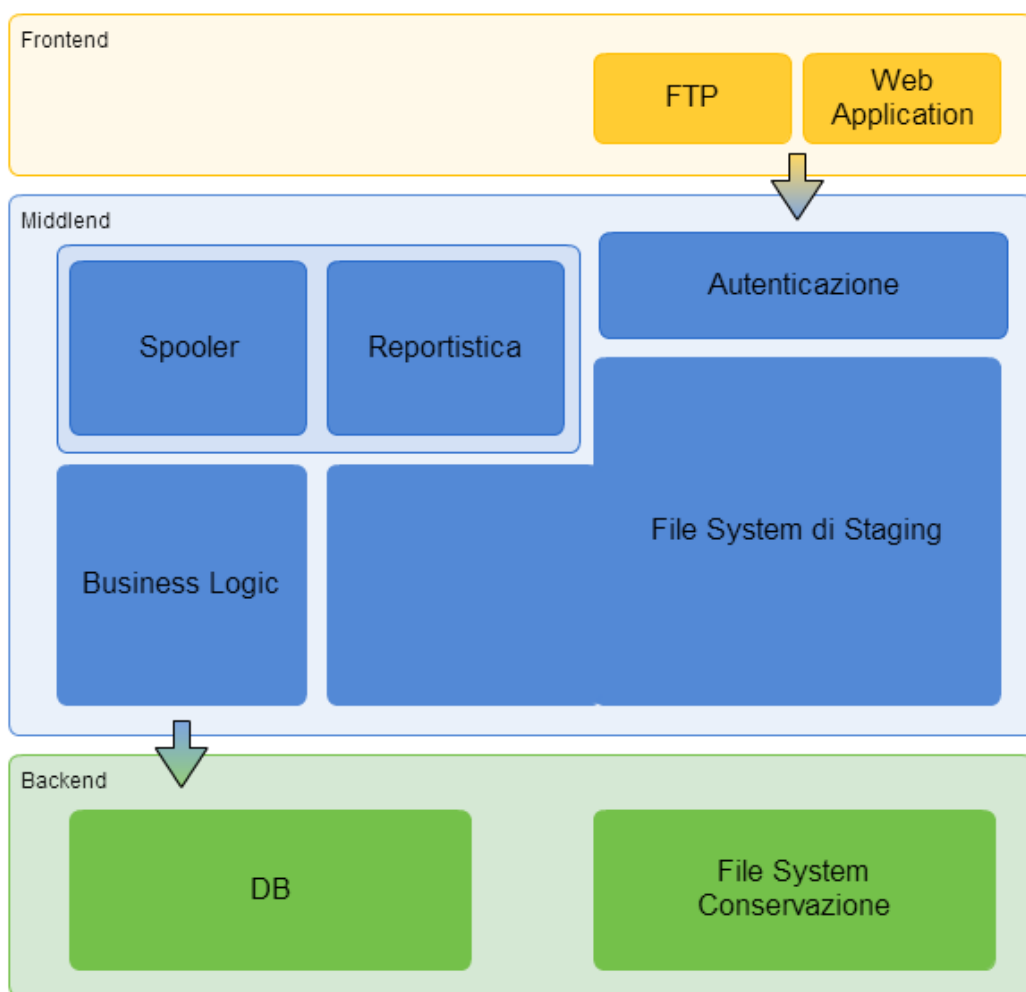 Frontend
FTP
Web
Application
Middlend
Autenticazione
Spooler
Reportistica
File System di Staging
Business Logic
Backend
DB
File System
Conservazione